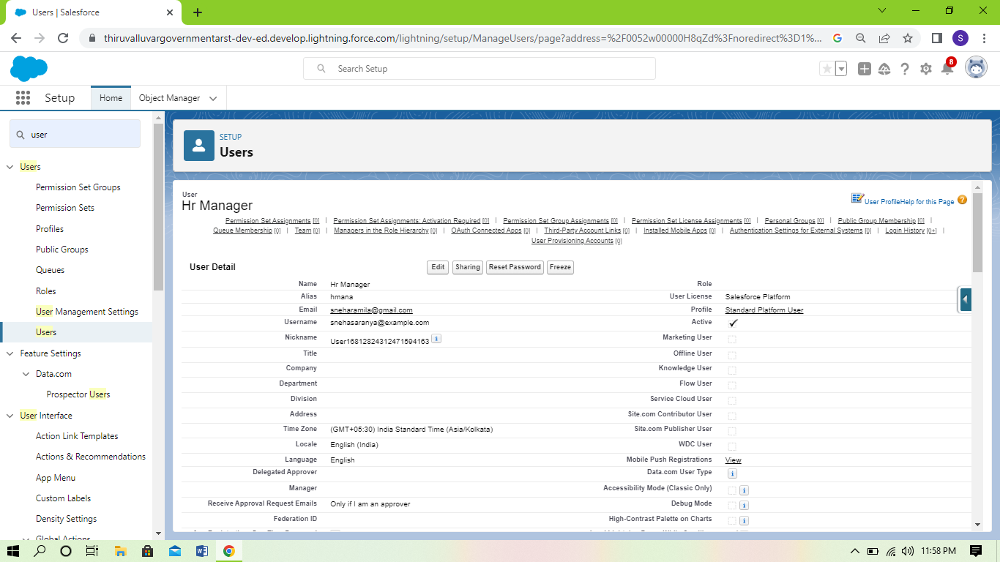 Users | Salesforce
thiruvalluvargovernmentarst-dev-ed.develop.lightning.force.com/lightning/setup/ManageUsers/page?address=%2F0052w00000H8qZd%3Fnoredirect%3D1%...
S
Search Setup
8
Setup
Home
Object Manager
user
Users
Permission Set Groups
Permission Sets
Profiles
Public Groups
Queues
Roles
User Management Settings
Users
Feature Settings
Data.com
Prospector Users
User Interface
Action Link Templates
Actions & Recommendations
App Menu
Custom Labels
Density Settings
Global Actions
SETUP
Users
User
Hr Manager
User Profile Help for this Page
Permission Set Assignments [0] | Permission Set Assignments: Activation Required [0] | Permission Set Group Assignments [0] | Permission Set License Assignments [0] | Personal Groups [0] | Public Group Membership [0] |
Queue Membership [0] | Team [0] | Managers in the Role Hierarchy [0] | OAuth Connected Apps [0] | Third-Party Account Links [0] | Installed Mobile Apps [0] | Authentication Settings for External Systems [0] | Login History [0+] |
User Provisioning Accounts [0]
User Detail
Edit Sharing Reset Password Freeze
Name Hr Manager Role
Alias hmana User License Salesforce Platform
Email sneharamila@gmail.com Profile Standard Platform User
Username snehasaranya@example.com Active
Nickname User16812824312471594163 i Marketing User
Title Offline User
Company Knowledge User
Department Flow User
Division Service Cloud User
Address Site.com Contributor User
Time Zone (GMT+05:30) India Standard Time (Asia/Kolkata) Site.com Publisher User
Locale English (India) WDC User
Language English Mobile Push Registrations View
Delegated Approver Data.com User Type i
Manager Accessibility Mode (Classic Only) i
Receive Approval Request Emails Only if I am an approver Debug Mode i
Federation ID High-Contrast Palette on Charts i
11:58 PM